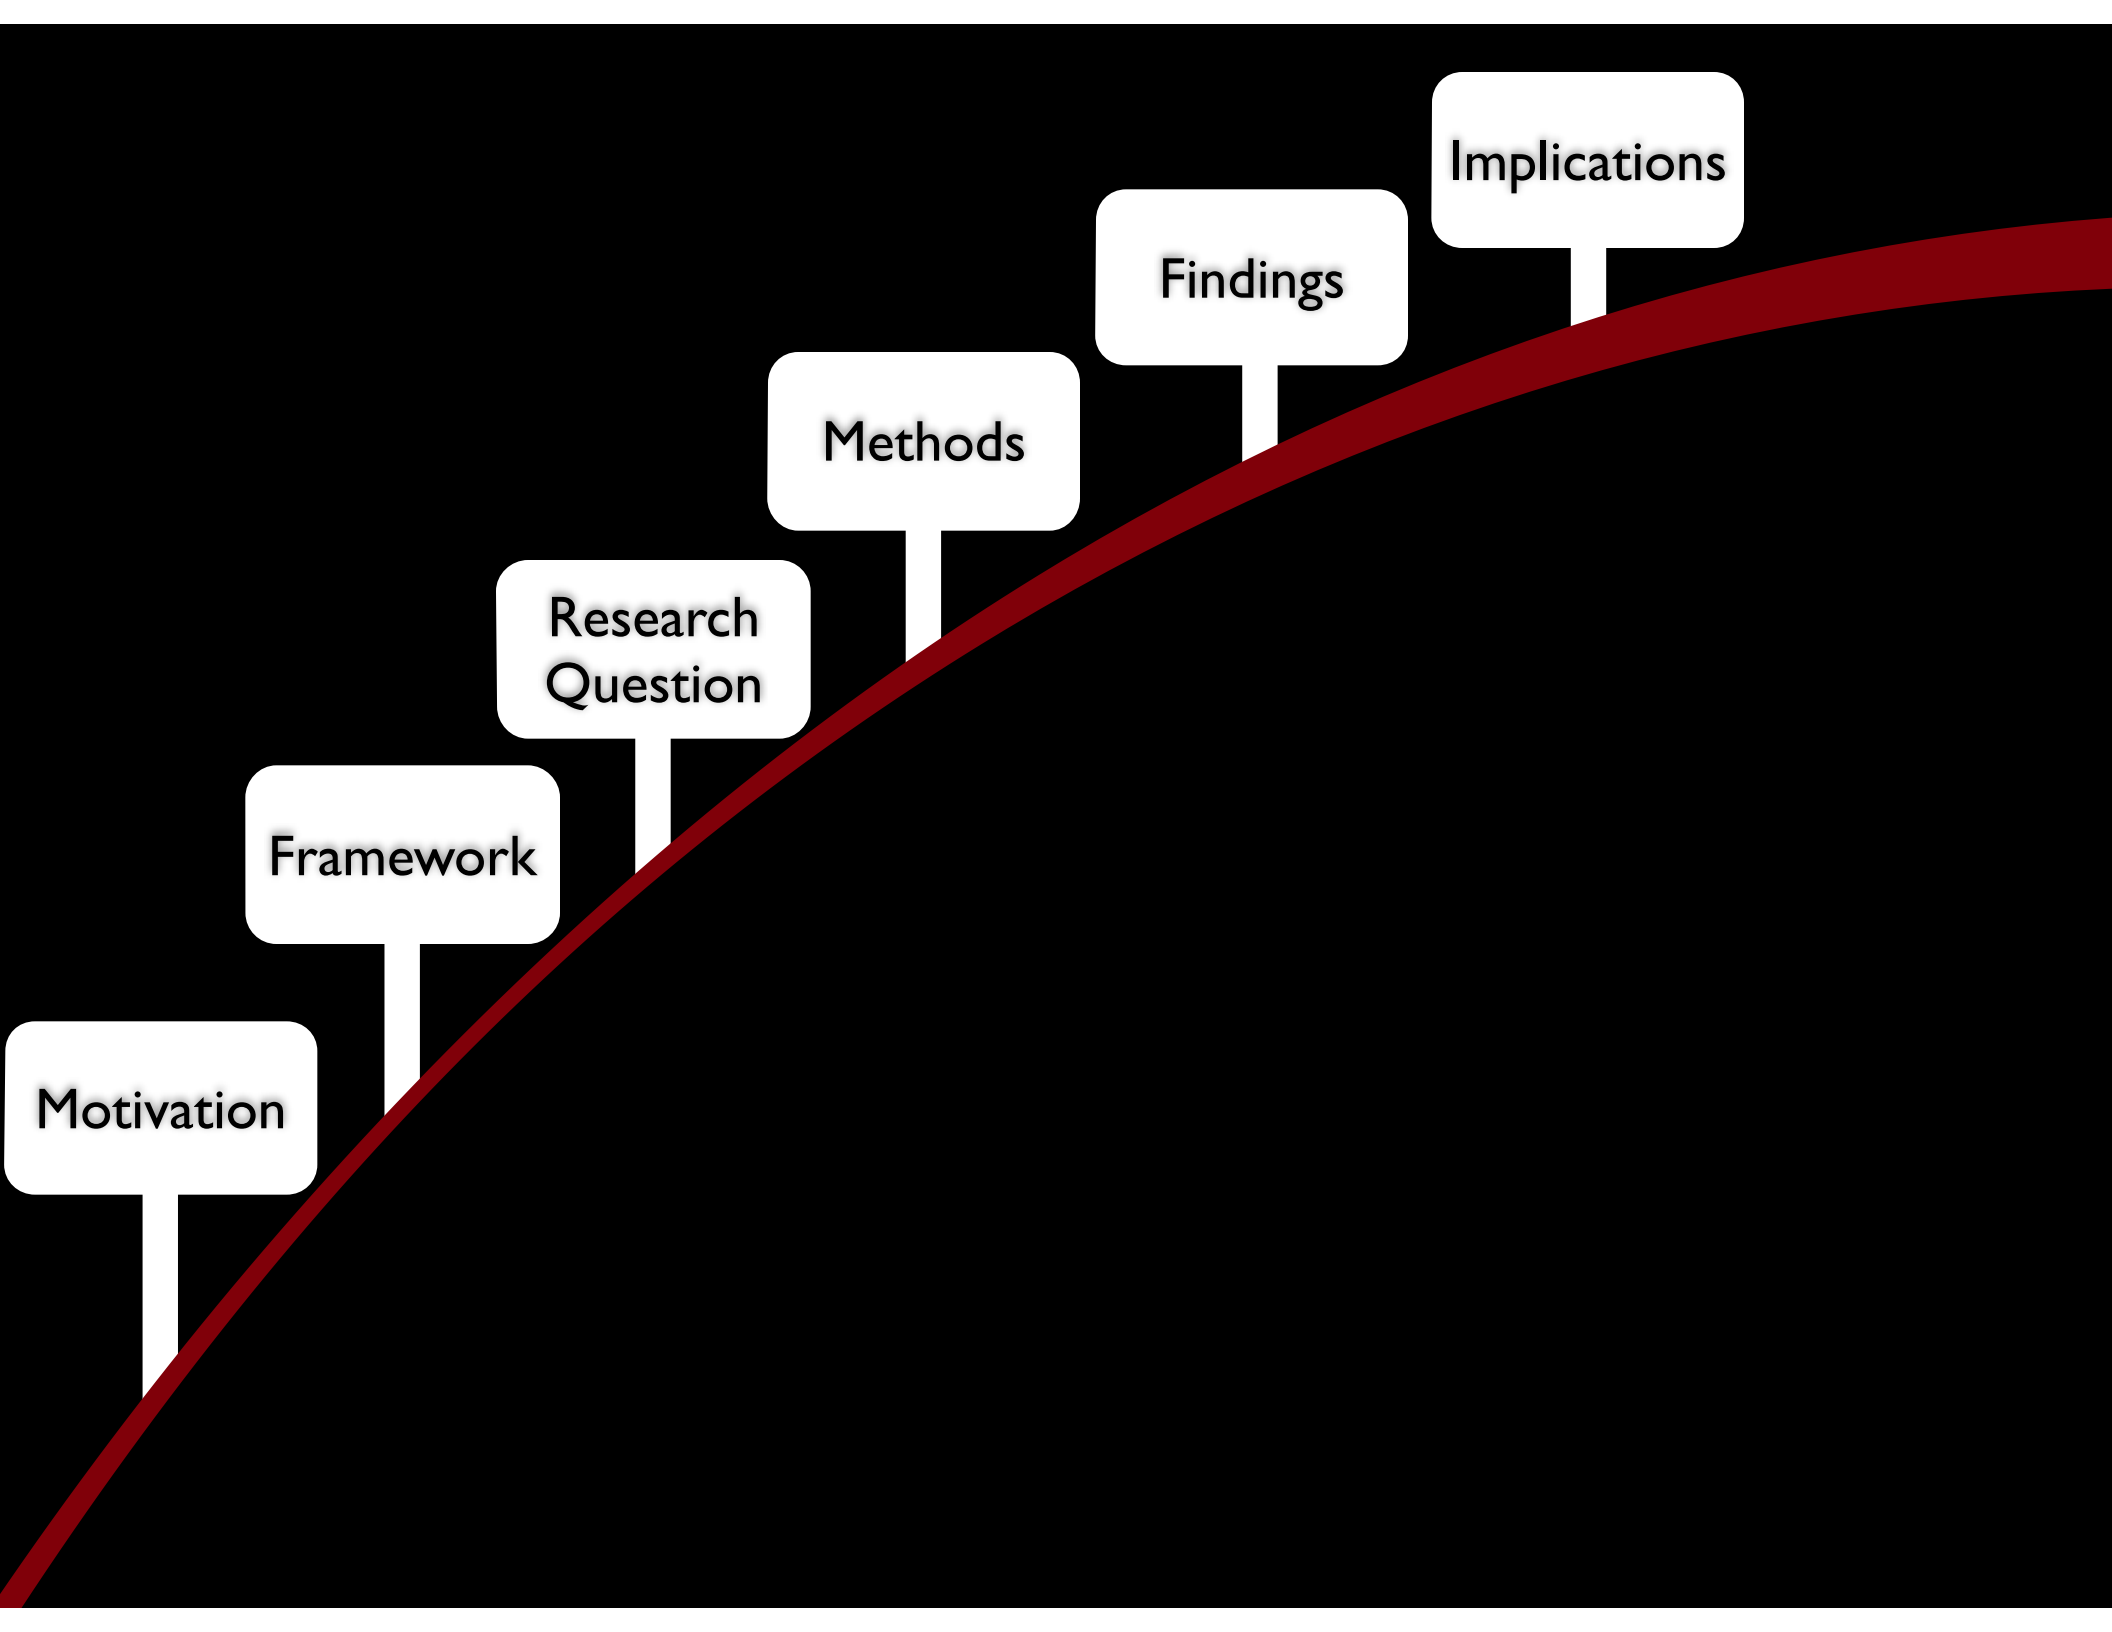 Implications
Findings
Methods
Research
Question
Framework
Motivation